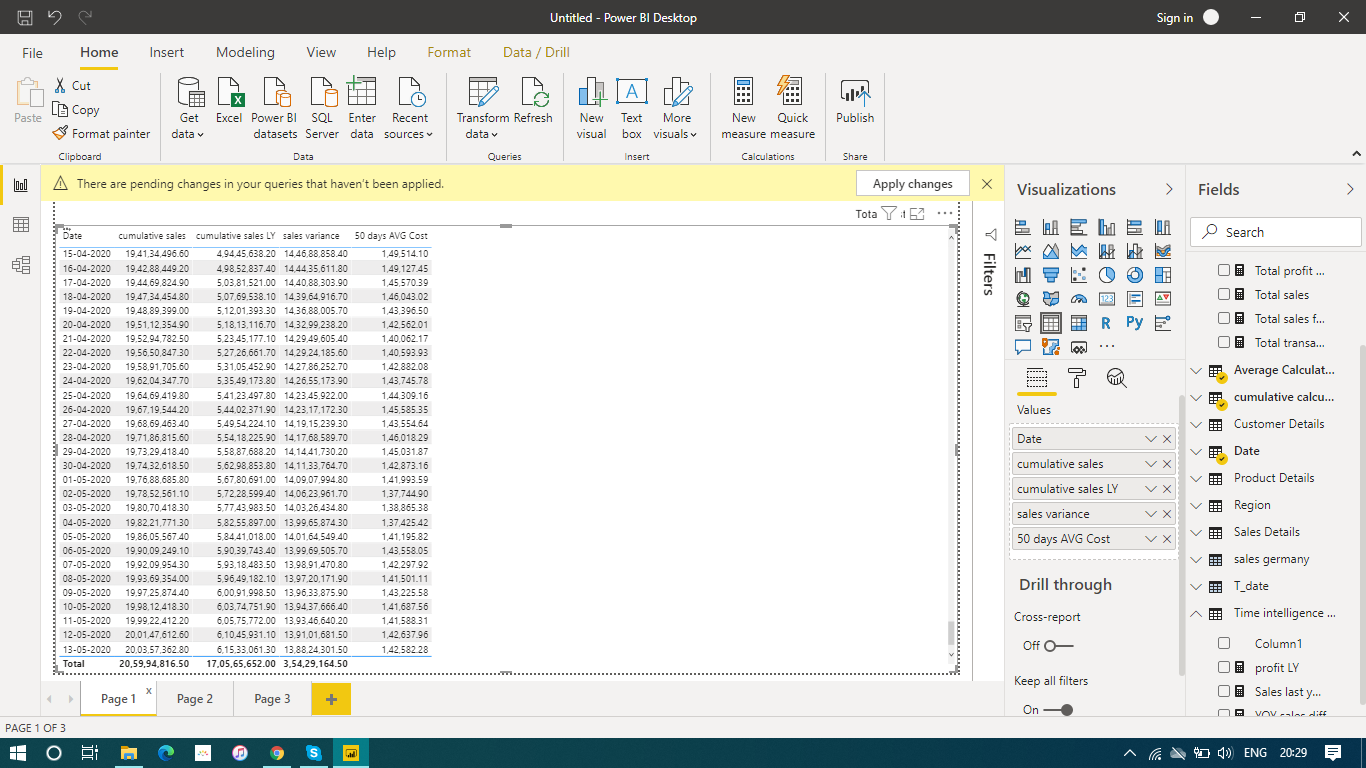 Untitled - Power BI Desktop
Sign in
File Home Insert Modeling View Help Format Data / Drill
Paste
Cut
Copy
Format painter
Clipboard
Get data
Excel
Power BI datasets
SQL Server
Enter data
Recent sources
Data
Transform data
Refresh
Queries
New visual
Text box
More visuals
Insert
New measure
Quick measure
Calculations
Publish
Share
There are pending changes in your queries that haven't been applied.
Apply changes
Tota
Date cumulative sales cumulative sales LY sales variance 50 days AVG Cost
15-04-2020 19,41,34,496.60 4,94,45,638.20 14,46,88,858.40 1,49,514.10
16-04-2020 19,42,88,449.20 4,98,52,837.40 14,44,35,611.80 1,49,127.45
17-04-2020 19,44,69,824.90 5,03,81,521.00 14,40,88,303.90 1,45,570.39
18-04-2020 19,47,34,454.80 5,07,69,538.10 14,39,64,916.70 1,46,043.02
19-04-2020 19,48,89,399.00 5,12,01,393.30 14,36,88,005.70 1,43,396.50
20-04-2020 19,51,12,354.90 5,18,13,116.70 14,32,99,238.20 1,42,562.01
21-04-2020 19,52,94,782.50 5,23,45,177.10 14,29,49,605.40 1,40,062.17
22-04-2020 19,56,50,847.30 5,27,26,661.70 14,29,24,185.60 1,40,593.93
23-04-2020 19,58,91,705.60 5,31,05,452.90 14,27,86,252.70 1,42,882.08
24-04-2020 19,62,04,347.70 5,35,49,173.80 14,26,55,173.90 1,43,745.78
25-04-2020 19,64,69,419.80 5,41,23,497.80 14,23,45,922.00 1,44,309.16
26-04-2020 19,67,19,544.20 5,44,02,371.90 14,23,17,172.30 1,45,585.35
27-04-2020 19,68,69,463.40 5,49,54,224.10 14,19,15,239.30 1,43,554.64
28-04-2020 19,71,86,815.60 5,54,18,225.90 14,17,68,589.70 1,46,018.29
29-04-2020 19,73,29,418.40 5,58,87,688.20 14,14,41,730.20 1,45,031.87
30-04-2020 19,74,32,618.50 5,62,98,853.80 14,11,33,764.70 1,42,873.16
01-05-2020 19,76,88,685.80 5,67,80,691.00 14,09,07,994.80 1,41,993.59
02-05-2020 19,78,52,561.10 5,72,28,599.40 14,06,23,961.70 1,37,744.90
03-05-2020 19,80,70,418.30 5,77,43,983.50 14,03,26,434.80 1,38,865.38
04-05-2020 19,82,21,771.30 5,82,55,897.00 13,99,65,874.30 1,37,425.42
05-05-2020 19,86,05,567.40 5,84,41,018.00 14,01,64,549.40 1,41,195.82
06-05-2020 19,90,09,249.10 5,90,39,743.40 13,99,69,505.70 1,43,558.05
07-05-2020 19,92,09,954.30 5,93,18,483.50 13,98,91,470.80 1,42,297.92
08-05-2020 19,93,69,354.00 5,96,49,182.10 13,97,20,171.90 1,41,501.11
09-05-2020 19,97,25,874.40 6,00,91,998.50 13,96,33,875.90 1,43,225.58
10-05-2020 19,98,12,418.30 6,03,74,751.90 13,94,37,666.40 1,41,687.56
11-05-2020 19,99,22,412.20 6,05,75,772.00 13,93,46,640.20 1,41,588.31
12-05-2020 20,01,47,612.60 6,10,45,931.10 13,91,01,681.50 1,42,637.96
13-05-2020 20,03,57,362.80 6,15,33,061.30 13,88,24,301.50 1,42,582.28
Total 20,59,94,816.50 17,05,65,652.00 3,54,29,164.50
Page 1 Page 2 Page 3
PAGE 1 OF 3
Filters
Visualizations
R
Py
Values
Date
cumulative sales
cumulative sales LY
sales variance
50 days AVG Cost
Drill through
Cross-report
Off
Keep all filters
On
Fields
Search
Total profit ...
Total sales
Total sales f...
Total transa...
Average Calculat...
cumulative calcu...
Customer Details
Date
Product Details
Region
Sales Details
sales germany
T_date
Time intelligence ...
Column1
profit LY
Sales last y...
YOY sales diff
ENG 20:29